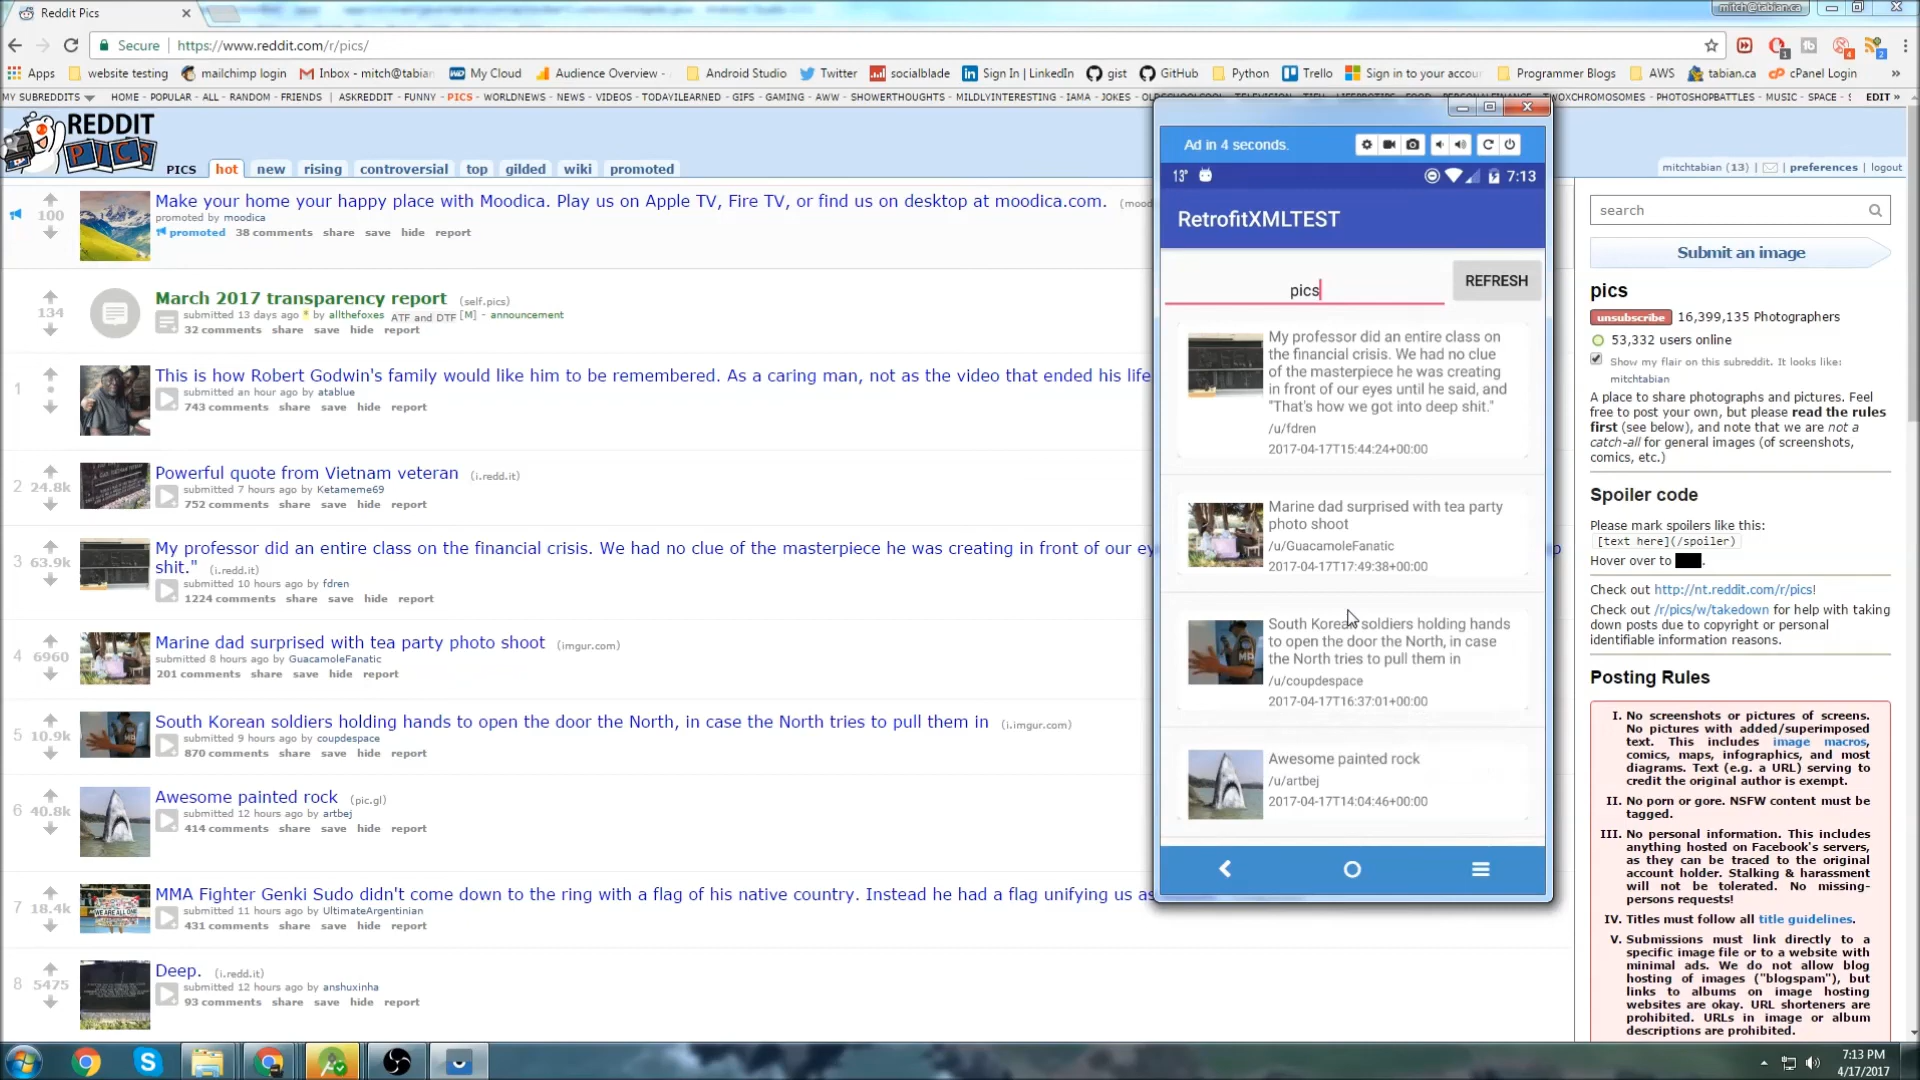 Reddit Pics
mitch@tabian.ca
Secure
https://www.reddit.com/r/pics/
Apps
website testing
mailchimp login
Inbox - mitch@tabian
My Cloud
Audience Overview -
Android Studio
Twitter
socialblade
Sign In | LinkedIn
gist
GitHub
Python
Trello
Sign in to your accou
Programmer Blogs
AWS
tabian.ca
cPanel Login
MY SUBREDDITS
HOME - POPULAR - ALL - RANDOM - FRIENDS | ASKREDDIT - FUNNY - PICS - WORLDNEWS - NEWS - VIDEOS - TODAYILEARNED - GIFS - GAMING - AWW - SHOWERTHOUGHTS - MILDLYINTERESTING - IAMA - JOKES -
TWOXCHROMOSOMES - PHOTOSHOPBATTLES - MUSIC - SPACE -
EDIT »
REDDIT
PICS
PICS hot new rising controversial top gilded wiki promoted
mitchtabian (13) | preferences | logout
100
Make your home your happy place with Moodica. Play us on Apple TV, Fire TV, or find us on desktop at moodica.com. (mood
promoted by moodica
promoted 38 comments share save hide report
134
March 2017 transparency report (self.pics)
submitted 13 days ago * by allthefoxes ATF and DTF [M] - announcement
32 comments share save hide report
1
This is how Robert Godwin's family would like him to be remembered. As a caring man, not as the video that ended his life
submitted an hour ago by atablue
743 comments share save hide report
2 24.8k
Powerful quote from Vietnam veteran (i.redd.it)
submitted 7 hours ago by Ketameme69
752 comments share save hide report
3 63.9k
My professor did an entire class on the financial crisis. We had no clue of the masterpiece he was creating in front of our ey
shit." (i.redd.it)
submitted 10 hours ago by fdren
1224 comments share save hide report
4 6960
Marine dad surprised with tea party photo shoot (imgur.com)
submitted 8 hours ago by GuacamoleFanatic
201 comments share save hide report
5 10.9k
South Korean soldiers holding hands to open the door the North, in case the North tries to pull them in (i.imgur.com)
submitted 9 hours ago by coupdespace
870 comments share save hide report
6 40.8k
Awesome painted rock (pic.gl)
submitted 12 hours ago by artbej
414 comments share save hide report
7 18.4k
WE ARE ALL ONE
MMA Fighter Genki Sudo didn't come down to the ring with a flag of his native country. Instead he had a flag unifying us as
submitted 11 hours ago by UltimateArgentinian
431 comments share save hide report
8 5475
Deep. (i.redd.it)
submitted 12 hours ago by anshuxinha
93 comments share save hide report
Ad in 4 seconds.
13° 7:13
RetrofitXMLTEST
pics
REFRESH
My professor did an entire class on
the financial crisis. We had no clue
of the masterpiece he was creating
in front of our eyes until he said, and
"That's how we got into deep shit."
/u/fdren
2017-04-17T15:44:24+00:00
Marine dad surprised with tea party
photo shoot
/u/GuacamoleFanatic
2017-04-17T17:49:38+00:00
South Korean soldiers holding hands
to open the door the North, in case
the North tries to pull them in
/u/coupdespace
2017-04-17T16:37:01+00:00
Awesome painted rock
/u/artbej
2017-04-17T14:04:46+00:00
search
Submit an image
pics
unsubscribe 16,399,135 Photographers
53,332 users online
Show my flair on this subreddit. It looks like:
mitchtabian
A place to share photographs and pictures. Feel
free to post your own, but please read the rules
first (see below), and note that we are not a
catch-all for general images (of screenshots,
comics, etc.)
Spoiler code
Please mark spoilers like this:
[text here](/spoiler)
Hover over to .
Check out http://nt.reddit.com/r/pics!
Check out /r/pics/w/takedown for help with taking
down posts due to copyright or personal
identifiable information reasons.
Posting Rules
I. No screenshots or pictures of screens.
No pictures with added/superimposed
text. This includes image macros,
comics, maps, infographics, and most
diagrams. Text (e.g. a URL) serving to
credit the original author is exempt.
II. No porn or gore. NSFW content must be
tagged.
III. No personal information. This includes
anything hosted on Facebook's servers,
as they can be traced to the original
account holder. Stalking & harassment
will not be tolerated. No missing-
persons requests!
IV. Titles must follow all title guidelines.
V. Submissions must link directly to a
specific image file or to a website with
minimal ads. We do not allow blog
hosting of images ("blogspam"), but
links to albums on image hosting
websites are okay. URL shorteners are
prohibited. URLs in image or album
descriptions are prohibited.
7:13 PM
4/17/2017